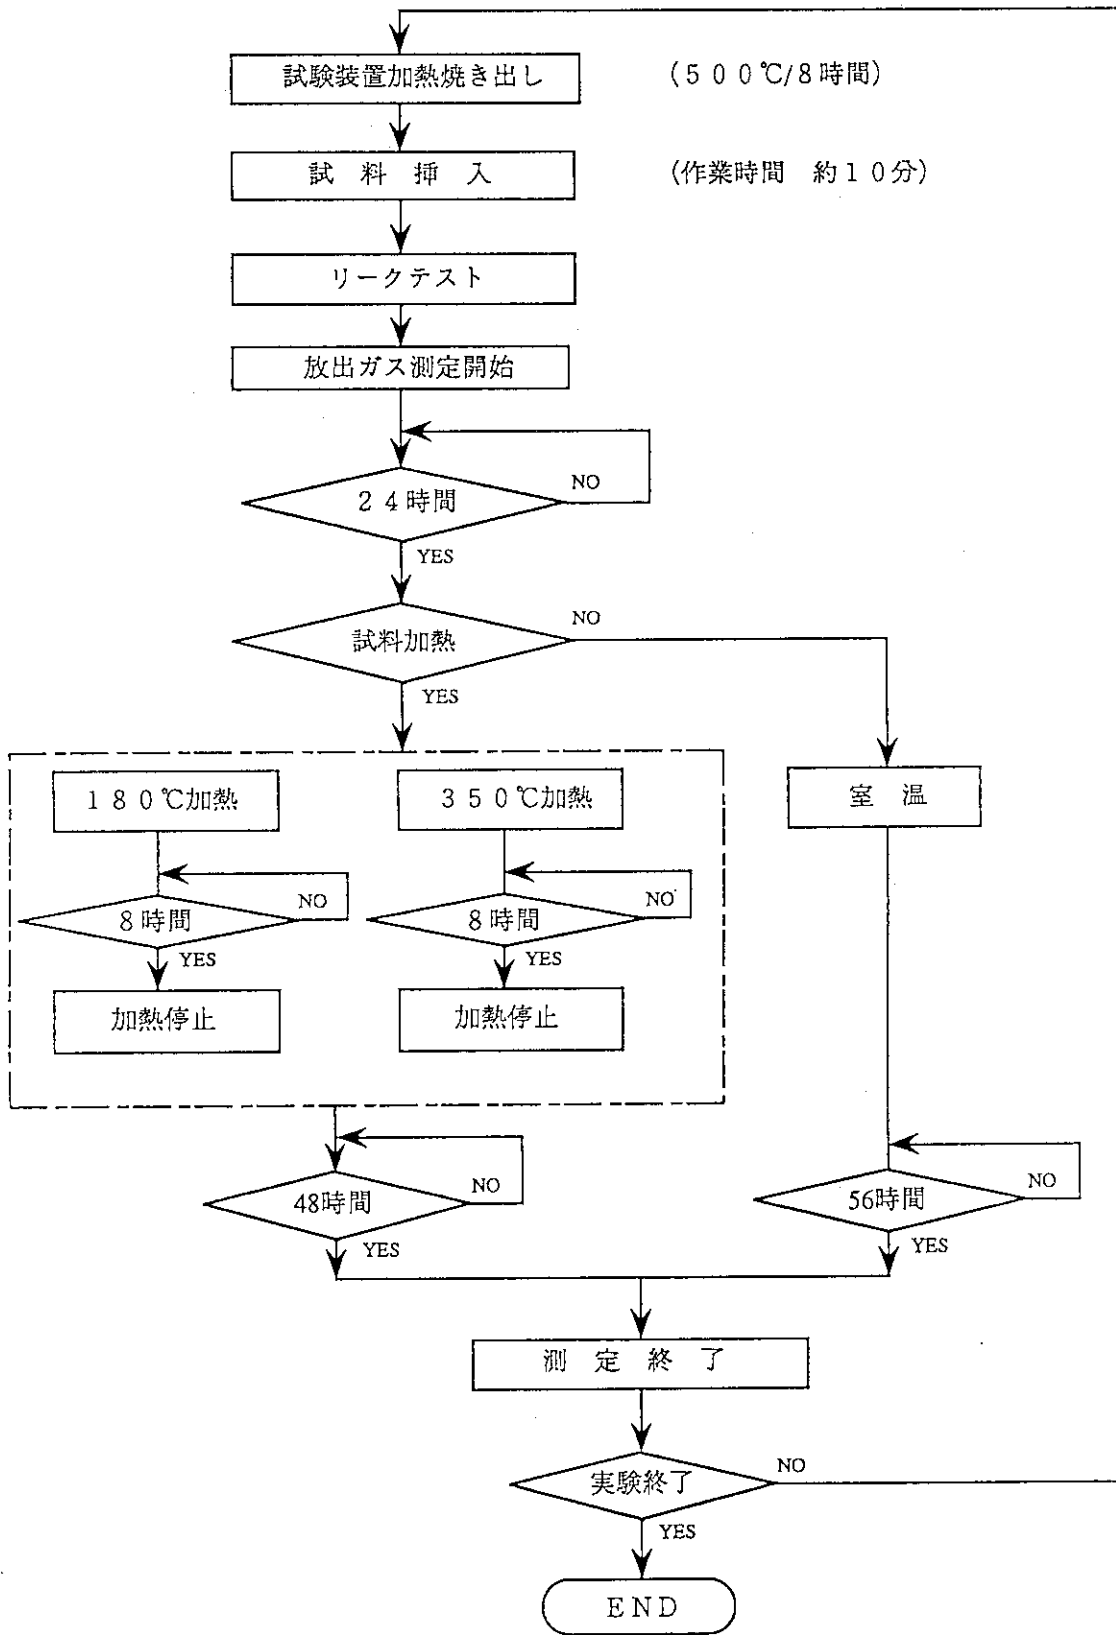 試験装置加熱焼き出し (５００℃/8時間)
試　料　挿　入 (作業時間　約１０分)
リークテスト
放出ガス測定開始
２４時間
NO
YES
試料加熱
NO
YES
１８０℃加熱
３５０℃加熱
室　温
8時間
NO
YES
加熱停止
8時間
NO
YES
加熱停止
48時間
NO
YES
56時間
NO
YES
測　定　終　了
実験終了
NO
YES
END